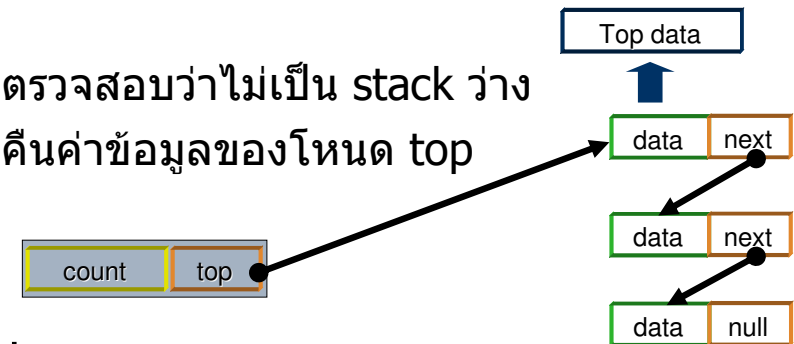 Top data
ตรวจสอบว่าไม่เป็น stack ว่าง
คืนค่าข้อมูลของโหนด top
data next
data next
count top
data null